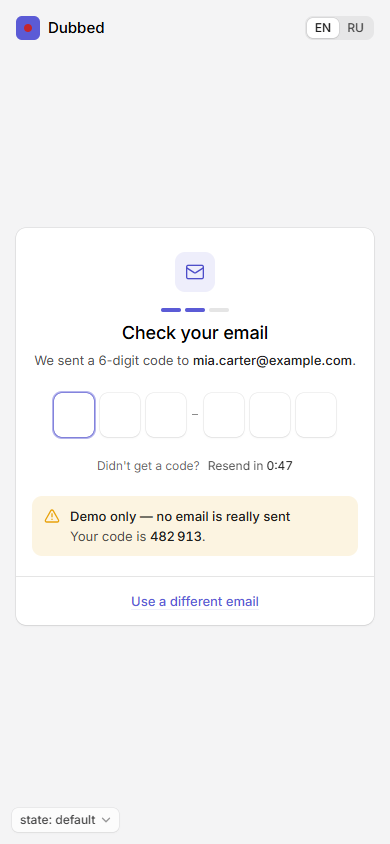 Dubbed
EN RU
Check your email
We sent a 6-digit code to mia.carter@example.com.
–
Didn't get a code? Resend in 0:47
Demo only — no email is really sent
Your code is 482 913.
Use a different email
state: default